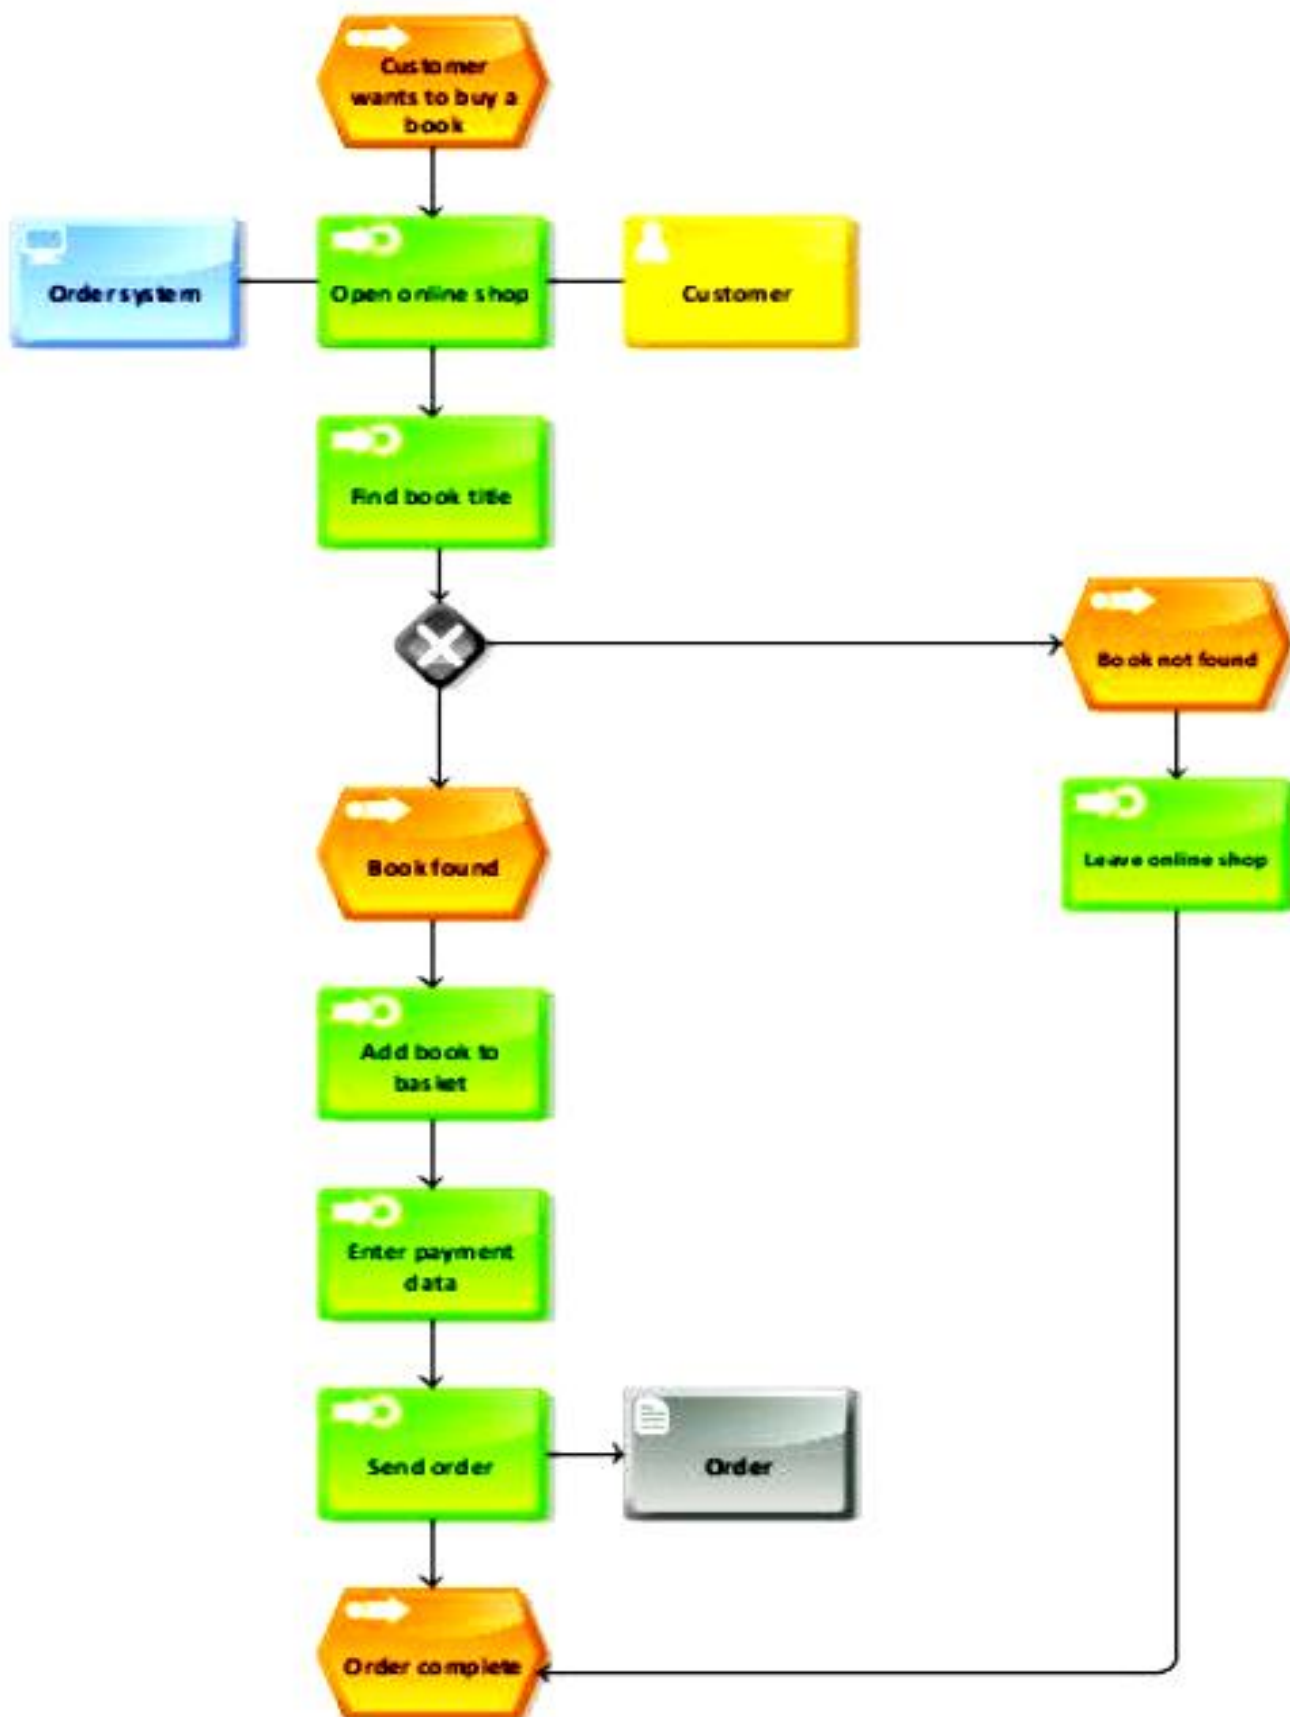 Customer
wants to buy a
book
Order system
Open online shop
Customer
Find book title
Book not found
Book found
Leave online shop
Add book to
basket
Enter payment
data
Send order
Order
Order complete